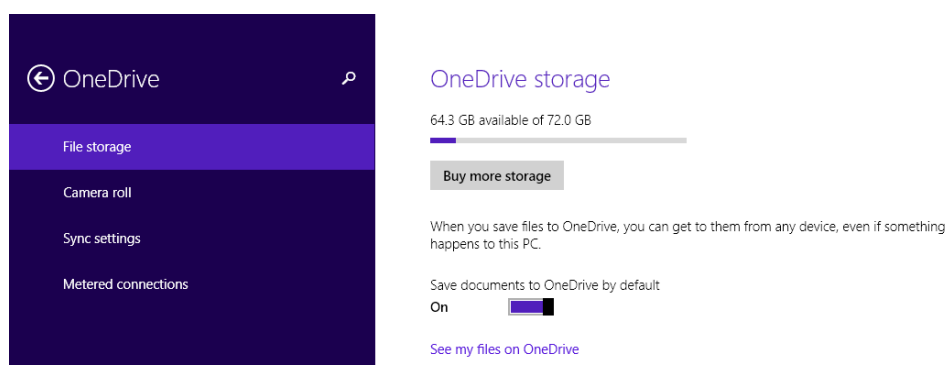 OneDrive
File storage
Camera roll
Sync settings
Metered connections
OneDrive storage
64.3 GB available of 72.0 GB
Buy more storage
When you save files to OneDrive, you can get to them from any device, even if something
happens to this PC.
Save documents to OneDrive by default
On
See my files on OneDrive